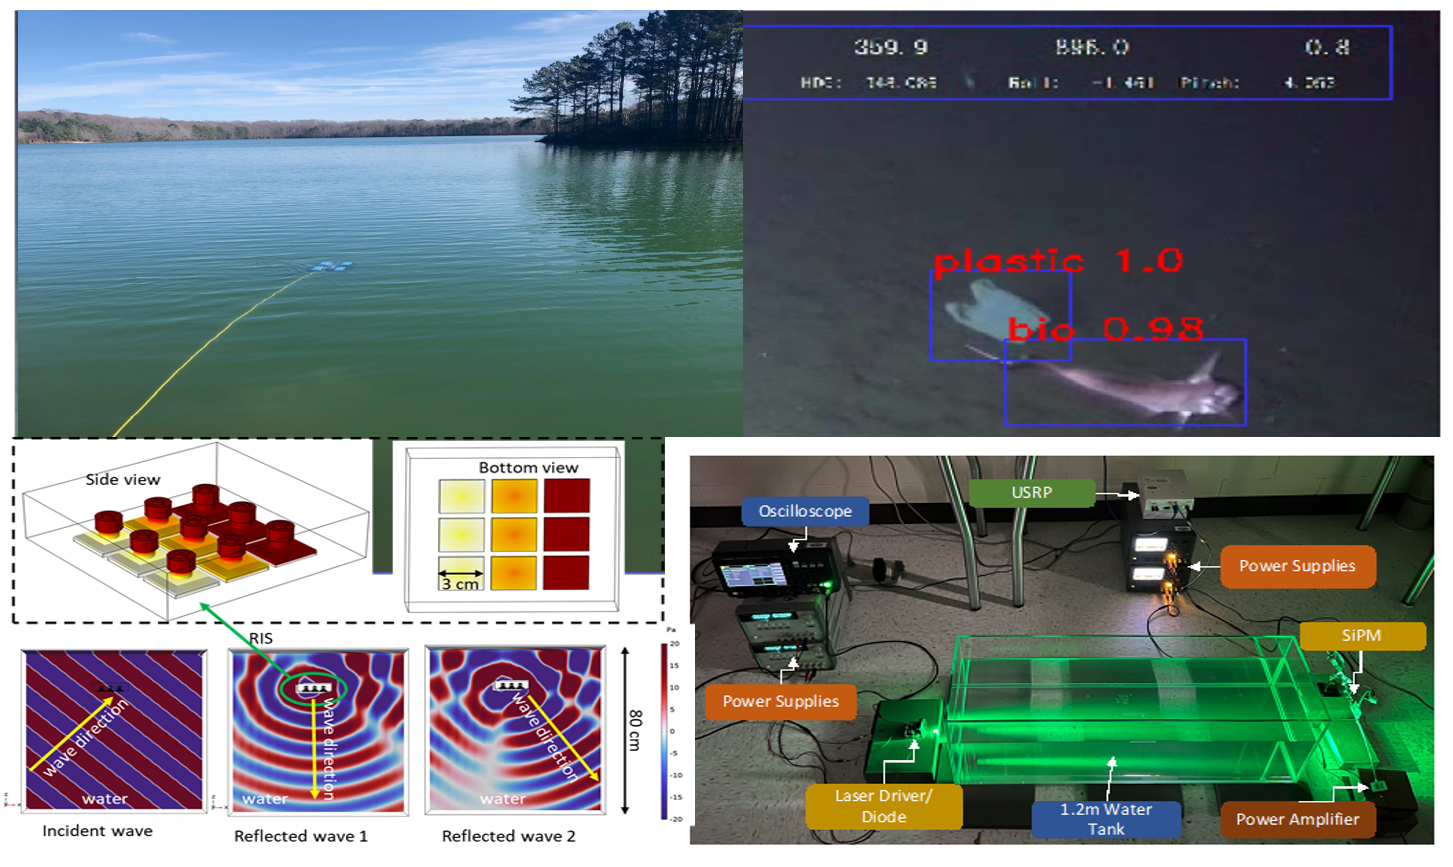 359.9 896.0 0.8
Roll: -1.461 Pitch:
plastic 1.0
bio 0.98
Side view
Bottom view
3 cm
RIS
wave direction
water
Incident wave
wave direction
water
Reflected wave 1
wave direction
water
Reflected wave 2
Pa
20
15
10
5
0
-5
-10
-15
-20
80 cm
Oscilloscope
USRP
Power Supplies
SiPM
Power Supplies
Laser Driver/
Diode
1.2m Water
Tank
Power Amplifier